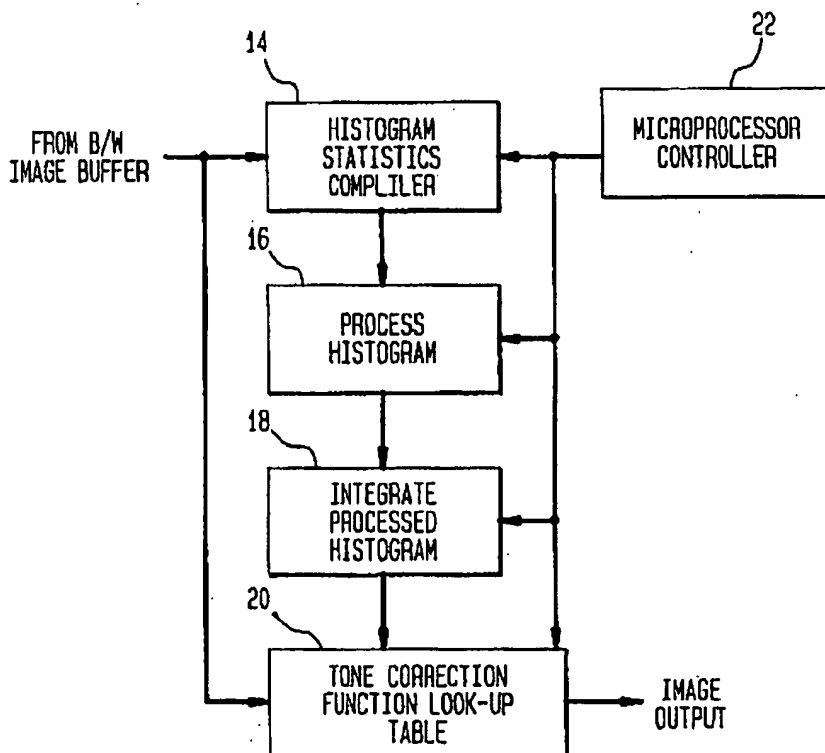 14
22
FROM B/W
IMAGE BUFFER
HISTOGRAM
STATISTICS
COMPLILER
MICROPROCESSOR
CONTROLLER
16
PROCESS
HISTOGRAM
18
INTEGRATE
PROCESSED
HISTOGRAM
20
TONE CORRECTION
FUNCTION LOOK-UP
TABLE
IMAGE
OUTPUT